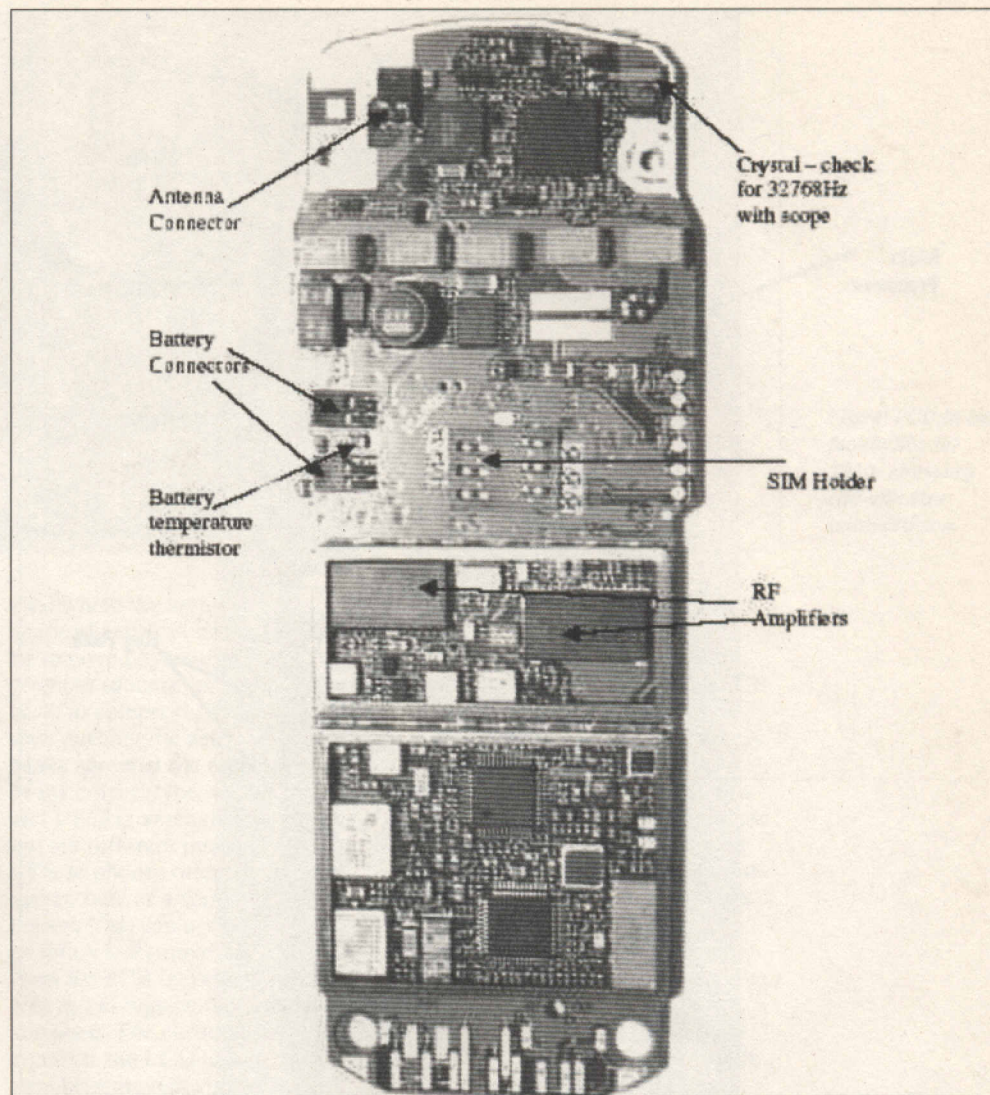 Antenna
Connector
Crystal – check
for 32768Hz
with scope
Battery
Connectors
SIM Holder
Battery
temperature
thermistor
RF
Amplifiers